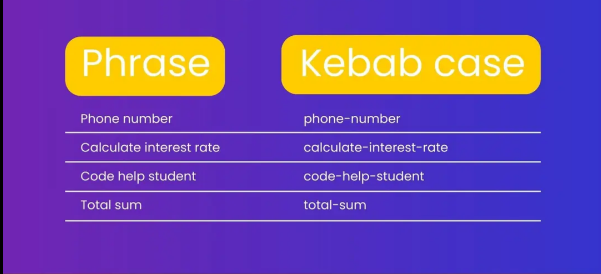 Phrase Kebab case
Phone number phone-number
Calculate interest rate calculate-interest-rate
Code help student code-help-student
Total sum total-sum